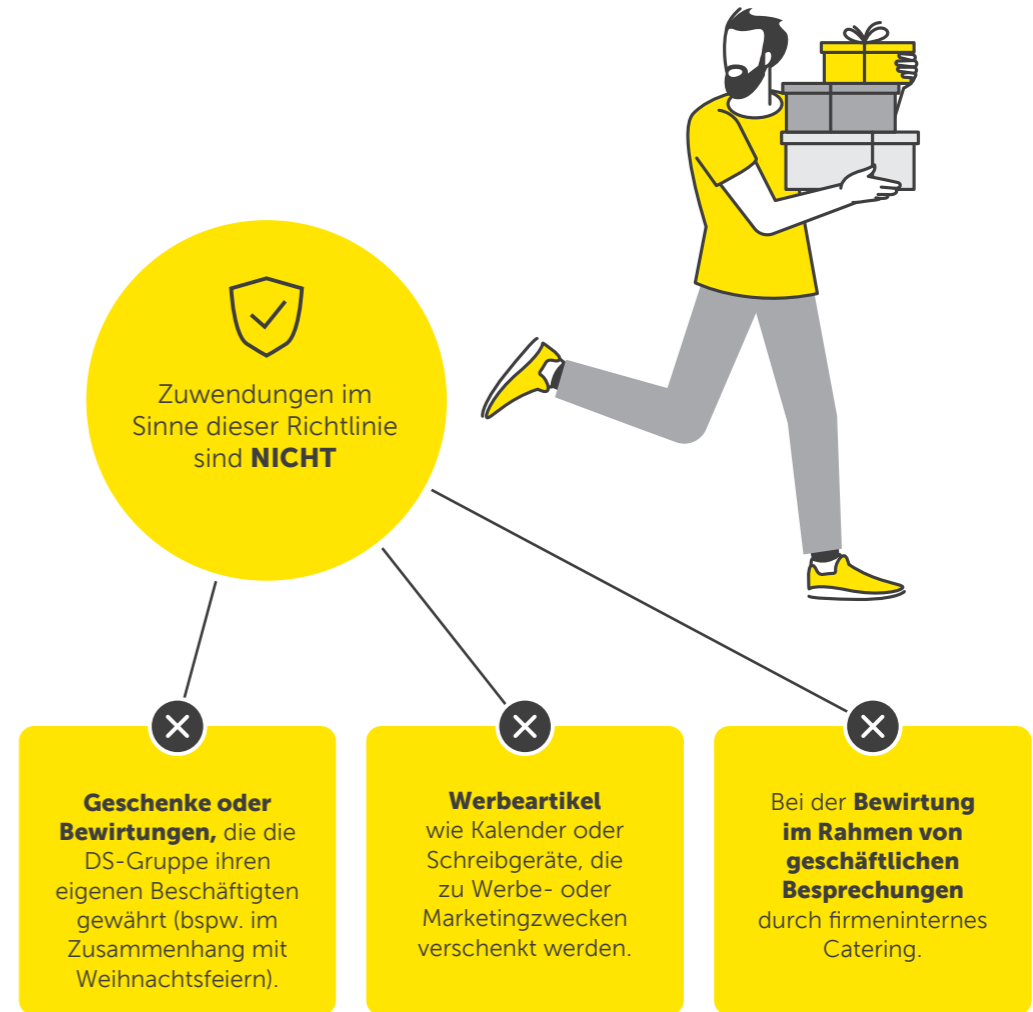 Zuwendungen im
Sinne dieser Richtlinie
sind NICHT
Geschenke oder
Bewirtungen, die die
DS-Gruppe ihren
eigenen Beschäftigten
gewährt (bspw. im
Zusammenhang mit
Weihnachtsfeiern).
Werbeartikel
wie Kalender oder
Schreibgeräte, die
zu Werbe- oder
Marketingzwecken
verschenkt werden.
Bei der Bewirtung
im Rahmen von
geschäftlichen
Besprechungen
durch firmeninternes
Catering.